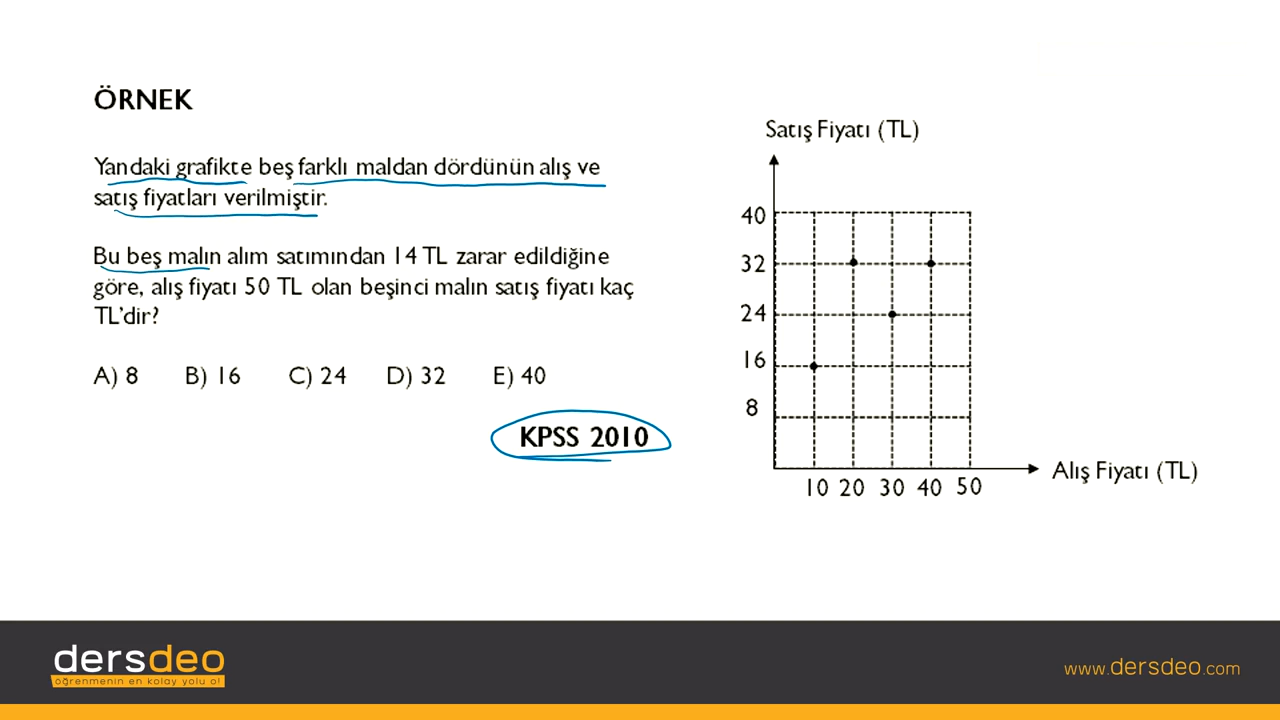 ÖRNEK
Yandaki grafikte beş farklı maldan dördünün alış ve
satış fiyatları verilmiştir.
Bu beş malın alım satımından 14 TL zarar edildiğine
göre, alış fiyatı 50 TL olan beşinci malın satış fiyatı kaç
TL'dir?
A) 8 B) 16 C) 24 D) 32 E) 40
KPSS 2010
Satış Fiyatı (TL)
40
32
24
16
8
10 20 30 40 50
Alış Fiyatı (TL)
dersdeo
öğrenmenin en kolay yolu o!
www.dersdeo.com